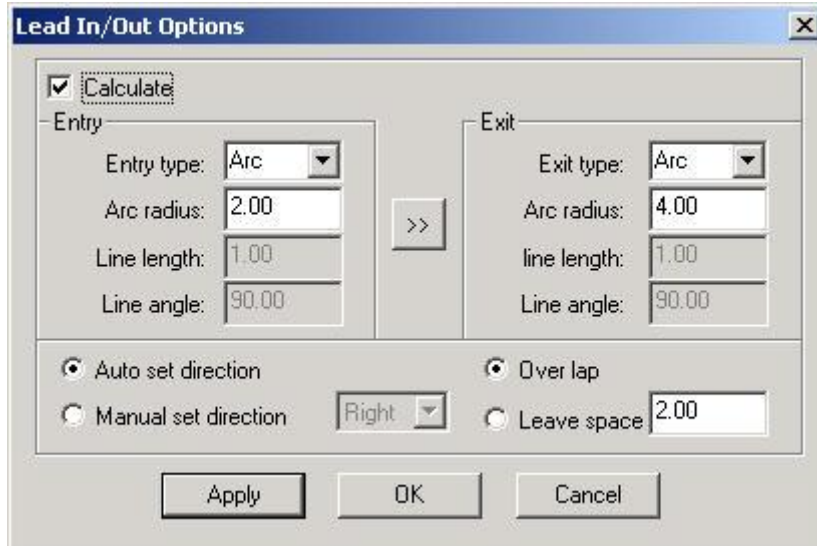 Lead In/Out Options
Calculate
Entry
Exit
Entry type: Arc
Exit type: Arc
Arc radius: 2.00
>>
Arc radius: 4.00
Line length: 1.00
line length: 1.00
Line angle: 90.00
Line angle: 90.00
Auto set direction
Over lap
Manual set direction Right
Leave space 2.00
Apply OK Cancel